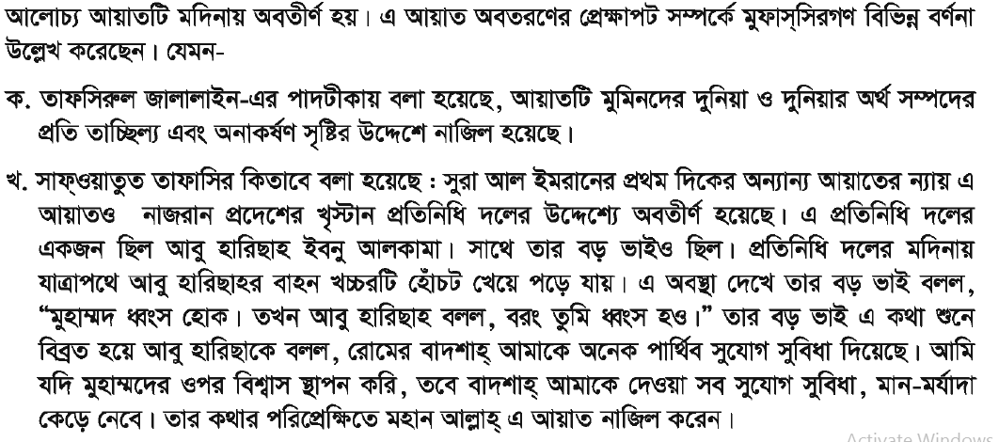 আলোচ্য আয়াতটি মদিনায় অবতীর্ণ হয়। এ আয়াত অবতরণের প্রেক্ষাপট সম্পর্কে মুফাস্সিরগণ বিভিন্ন বর্ণনা
উল্লেখ করেছেন। যেমন-
ক. তাফসিরুল জালালাইন-এর পাদটীকায় বলা হয়েছে, আয়াতটি মুমিনদের দুনিয়া ও দুনিয়ার অর্থ সম্পদের
প্রতি তাচ্ছিল্য এবং অনাকর্ষণ সৃষ্টির উদ্দেশে নাজিল হয়েছে।
খ. সাফ্ওয়াতুত তাফাসির কিতাবে বলা হয়েছে : সুরা আল ইমরানের প্রথম দিকের অন্যান্য আয়াতের ন্যায় এ
আয়াতও নাজরান প্রদেশের খৃস্টান প্রতিনিধি দলের উদ্দেশ্যে অবতীর্ণ হয়েছে। এ প্রতিনিধি দলের
একজন ছিল আবু হারিছাহ ইবনু আলকামা। সাথে তার বড় ভাইও ছিল। প্রতিনিধি দলের মদিনায়
যাত্রাপথে আবু হারিছাহর বাহন খচ্চরটি হোঁচট খেয়ে পড়ে যায়। এ অবস্থা দেখে তার বড় ভাই বলল,
“মুহাম্মদ ধ্বংস হোক। তখন আবু হারিছাহ বলল, বরং তুমি ধ্বংস হও।” তার বড় ভাই এ কথা শুনে
বিব্রত হয়ে আবু হারিছাকে বলল, রোমের বাদশাহ্ আমাকে অনেক পার্থিব সুযোগ সুবিধা দিয়েছে। আমি
যদি মুহাম্মদের ওপর বিশ্বাস স্থাপন করি, তবে বাদশাহ্ আমাকে দেওয়া সব সুযোগ সুবিধা, মান-মর্যাদা
কেড়ে নেবে। তার কথার পরিপ্রেক্ষিতে মহান আল্লাহ্ এ আয়াত নাজিল করেন।
Activate Windows